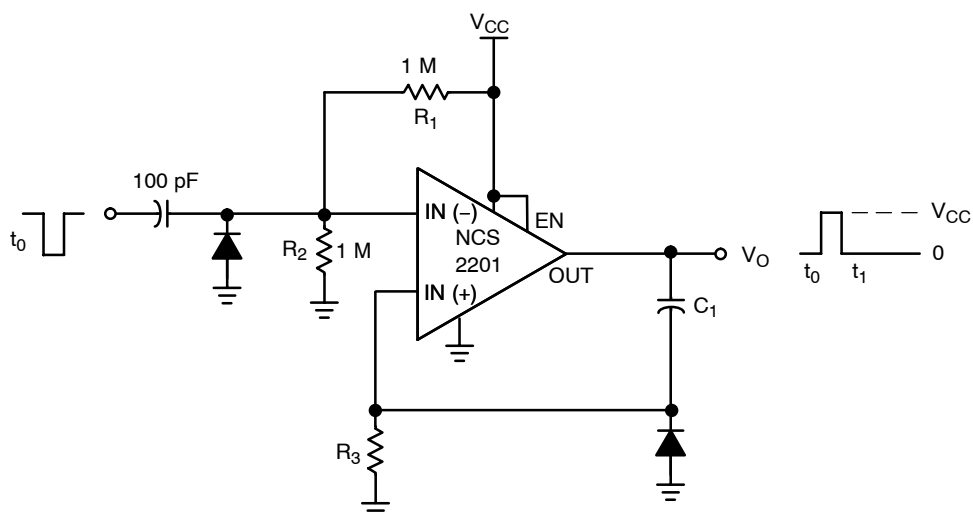 V_CC
1 M
R_1
100 pF
t_0
IN (–)
EN
NCS
2201
R_2
1 M
OUT
V_O
V_CC
0
t_0
t_1
IN (+)
C_1
R_3